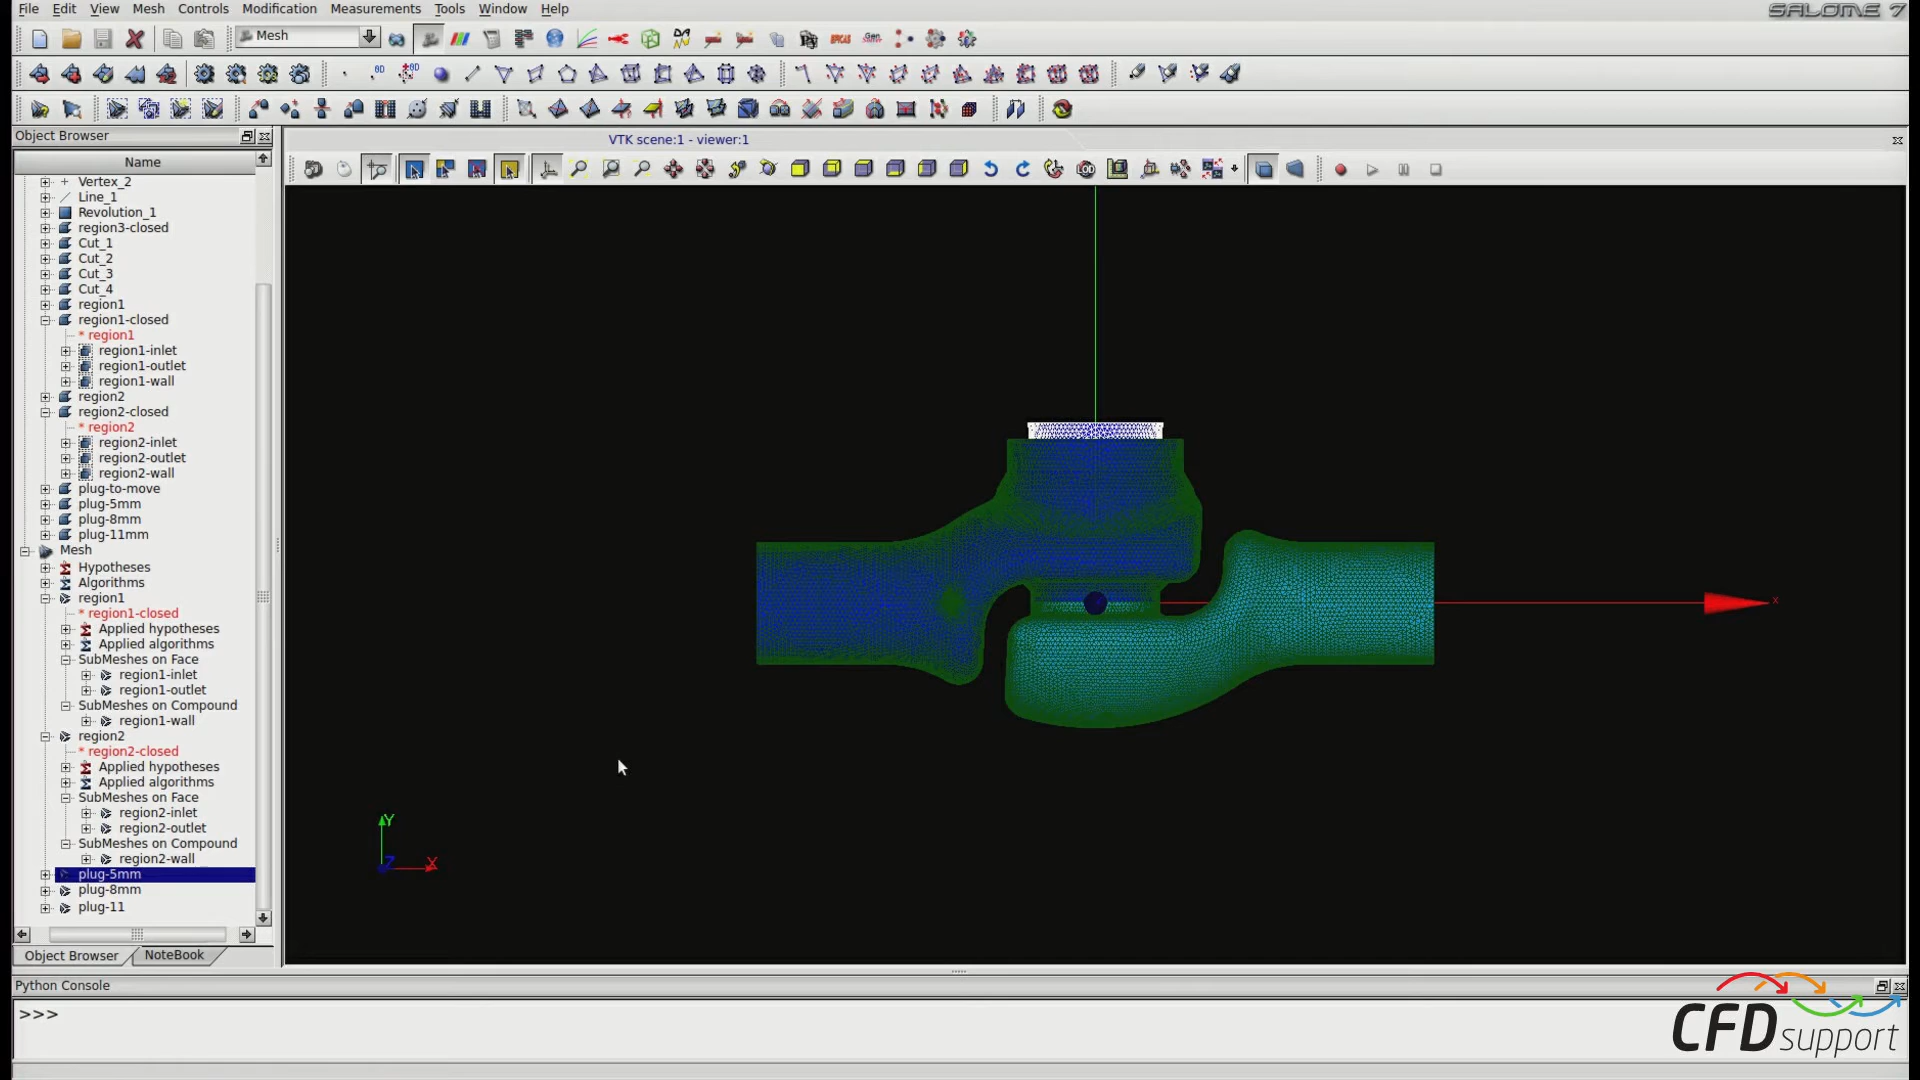 File Edit View Mesh Controls Modification Measurements Tools Window Help
SALOME 7
Mesh
Object Browser
VTK scene:1 - viewer:1
Name
Vertex_2
Line_1
Revolution_1
region3-closed
Cut_1
Cut_2
Cut_3
Cut_4
region1
region1-closed
* region1
region1-inlet
region1-outlet
region1-wall
region2
region2-closed
* region2
region2-inlet
region2-outlet
region2-wall
plug-to-move
plug-5mm
plug-8mm
plug-11mm
Mesh
Hypotheses
Algorithms
region1
* region1-closed
Applied hypotheses
Applied algorithms
SubMeshes on Face
region1-inlet
region1-outlet
SubMeshes on Compound
region1-wall
region2
* region2-closed
Applied hypotheses
Applied algorithms
SubMeshes on Face
region2-inlet
region2-outlet
SubMeshes on Compound
region2-wall
plug-5mm
plug-8mm
plug-11
X
Y
Z
X
Object Browser NoteBook
Python Console
>>>
CFD support